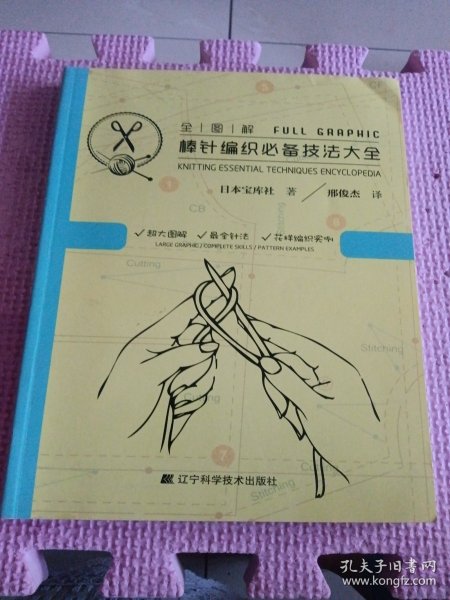 全｜图｜解 FULL GRAPHIC
棒针编织必备技法大全
KNITTING ESSENTIAL TECHNIQUES ENCYCLOPEDIA
日本宝库社 著 / 邢俊杰 译
CB
✓超大图解 ✓最全针法 ✓花样编织实例
LARGE GRAPHIC / COMPLETE SKILLS / PATTERN EXAMPLES
Cutting
Stitching
7
Stitching
辽宁科学技术出版社
孔夫子旧书网
www.kongfz.com